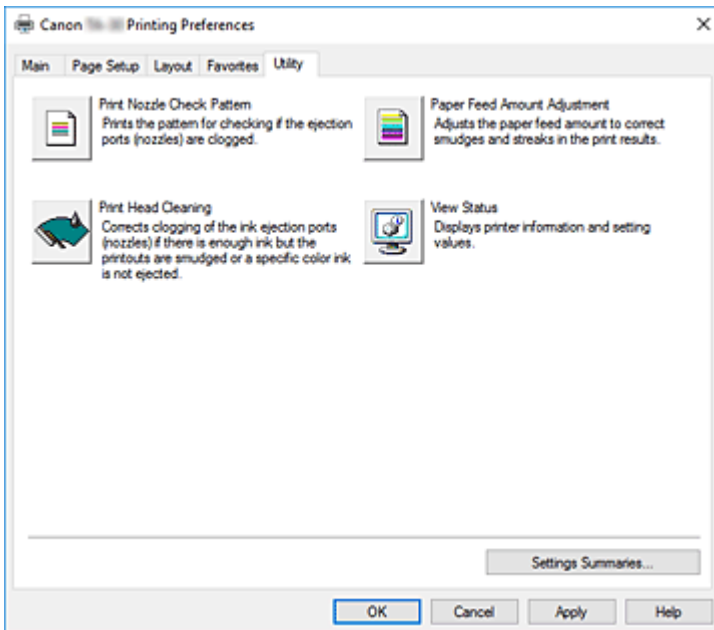 Canon Printing Preferences
Main Page Setup Layout Favorites Utility
Print Nozzle Check Pattern
Prints the pattern for checking if the ejection
ports (nozzles) are clogged.
Paper Feed Amount Adjustment
Adjusts the paper feed amount to correct
smudges and streaks in the print results.
Print Head Cleaning
Corrects clogging of the ink ejection ports
(nozzles) if there is enough ink but the
printouts are smudged or a specific color ink
is not ejected.
View Status
Displays printer information and setting
values.
Settings Summaries...
OK Cancel Apply Help